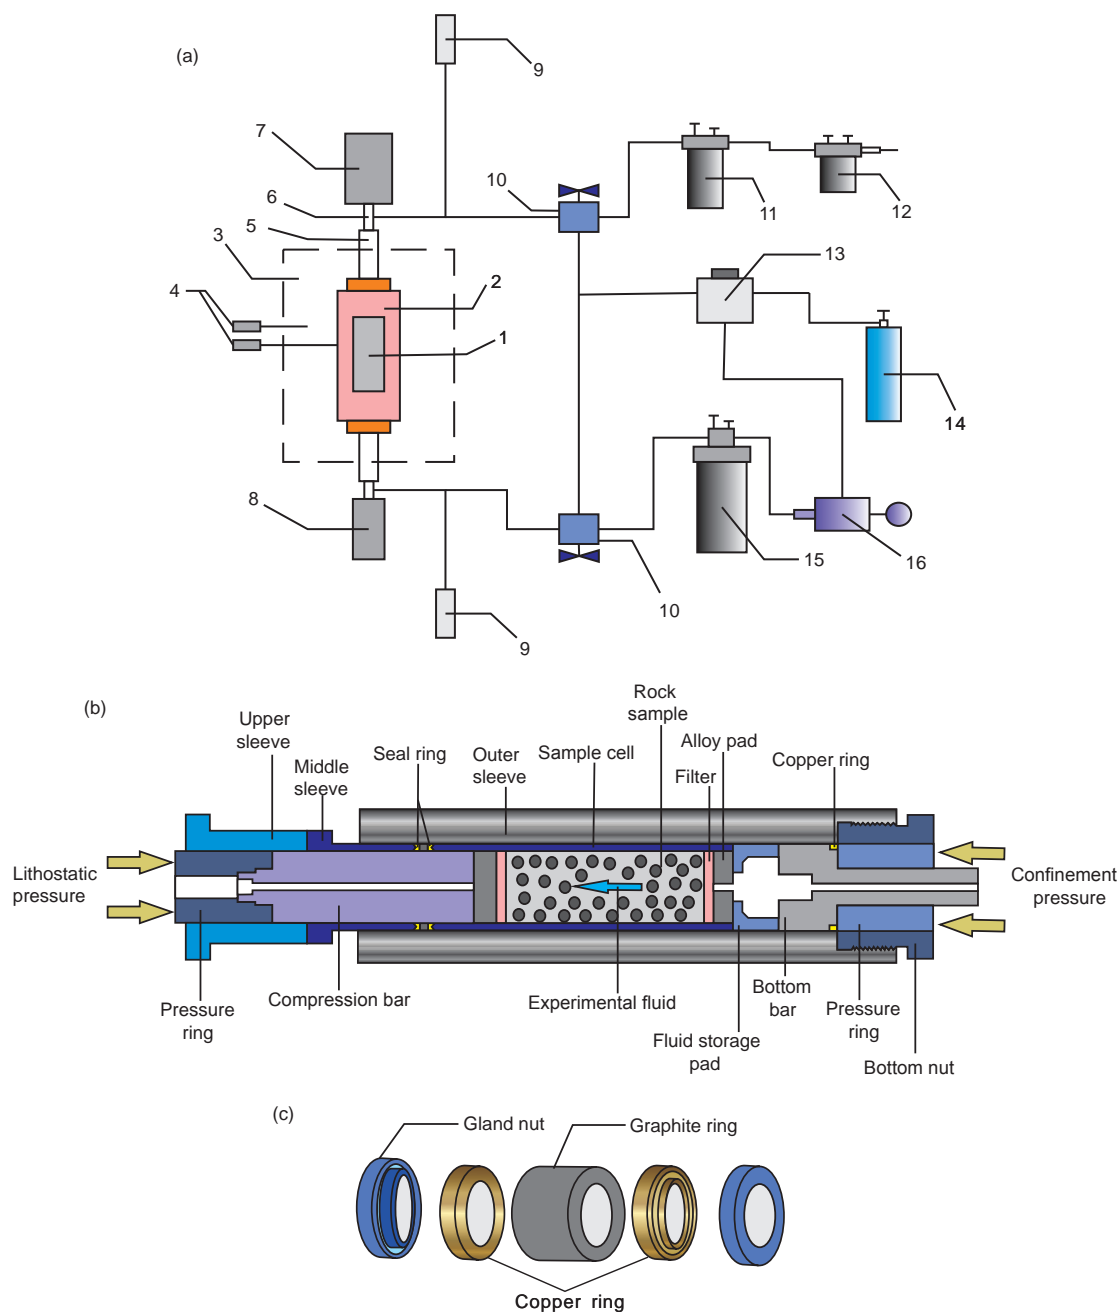 (a)
9
7
6
5
3
4
2
1
8
10
11
12
13
14
15
16
10
9
(b)
Upper
sleeve
Middle
sleeve
Seal ring
Outer
sleeve
Sample cell
Rock
sample
Alloy pad
Filter
Copper ring
Lithostatic
pressure
Confinement
pressure
Pressure
ring
Compression bar
Experimental fluid
Fluid storage
pad
Bottom
bar
Pressure
ring
Bottom nut
(c)
Gland nut
Graphite ring
Copper ring